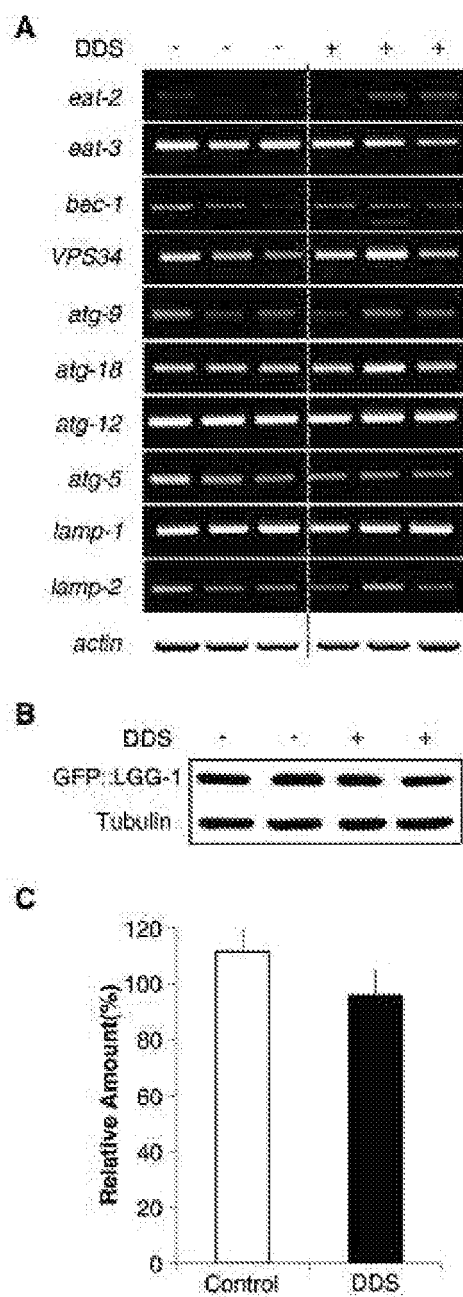 A
DDS - - - + + +
eat-2
eat-3
bec-1
VPS34
atg-9
atg-18
atg-12
atg-5
lamp-1
lamp-2
actin
B
DDS - - + +
GFP::LGG-1
Tubulin
C
Relative Amount(%)
120
100
80
60
40
20
0
Control DDS